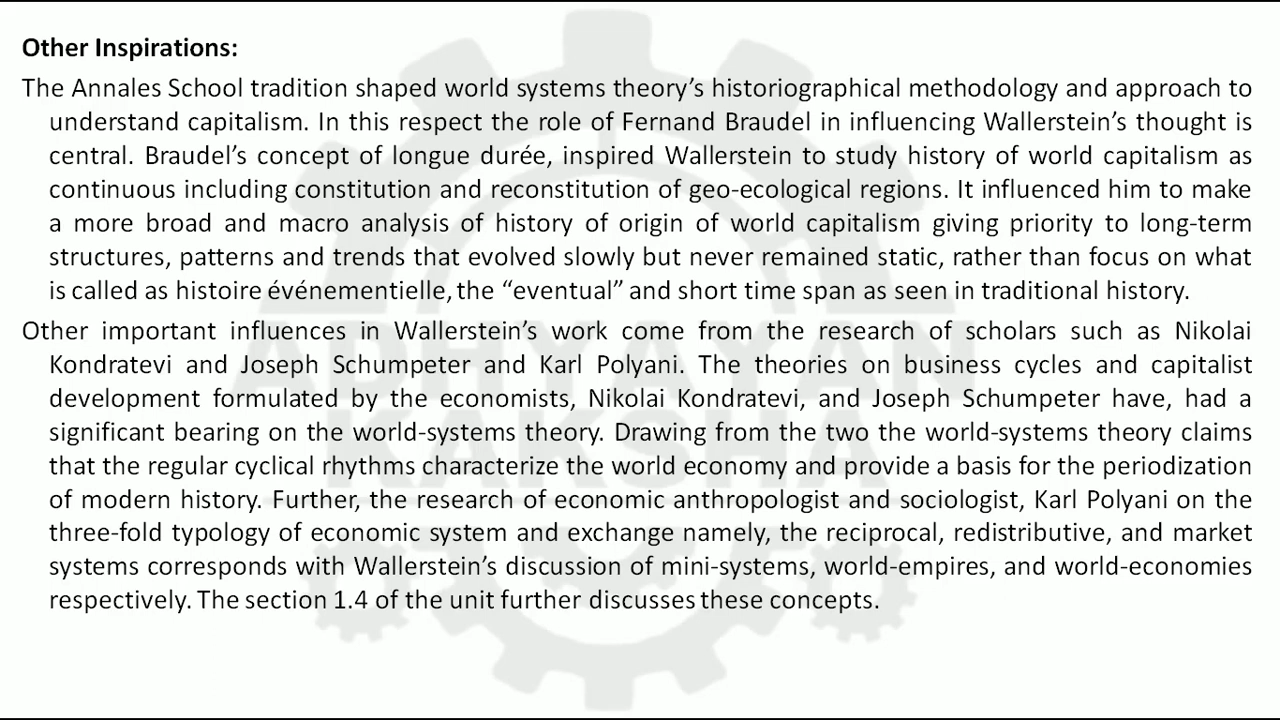 Other Inspirations:
The Annales School tradition shaped world systems theory’s historiographical methodology and approach to
understand capitalism. In this respect the role of Fernand Braudel in influencing Wallerstein’s thought is
central. Braudel’s concept of longue durée, inspired Wallerstein to study history of world capitalism as
continuous including constitution and reconstitution of geo-ecological regions. It influenced him to make
a more broad and macro analysis of history of origin of world capitalism giving priority to long-term
structures, patterns and trends that evolved slowly but never remained static, rather than focus on what
is called as histoire événementielle, the “eventual” and short time span as seen in traditional history.
Other important influences in Wallerstein’s work come from the research of scholars such as Nikolai
Kondratevi and Joseph Schumpeter and Karl Polyani. The theories on business cycles and capitalist
development formulated by the economists, Nikolai Kondratevi, and Joseph Schumpeter have, had a
significant bearing on the world-systems theory. Drawing from the two the world-systems theory claims
that the regular cyclical rhythms characterize the world economy and provide a basis for the periodization
of modern history. Further, the research of economic anthropologist and sociologist, Karl Polyani on the
three-fold typology of economic system and exchange namely, the reciprocal, redistributive, and market
systems corresponds with Wallerstein’s discussion of mini-systems, world-empires, and world-economies
respectively. The section 1.4 of the unit further discusses these concepts.
ADHYAYAN
KAKSHA